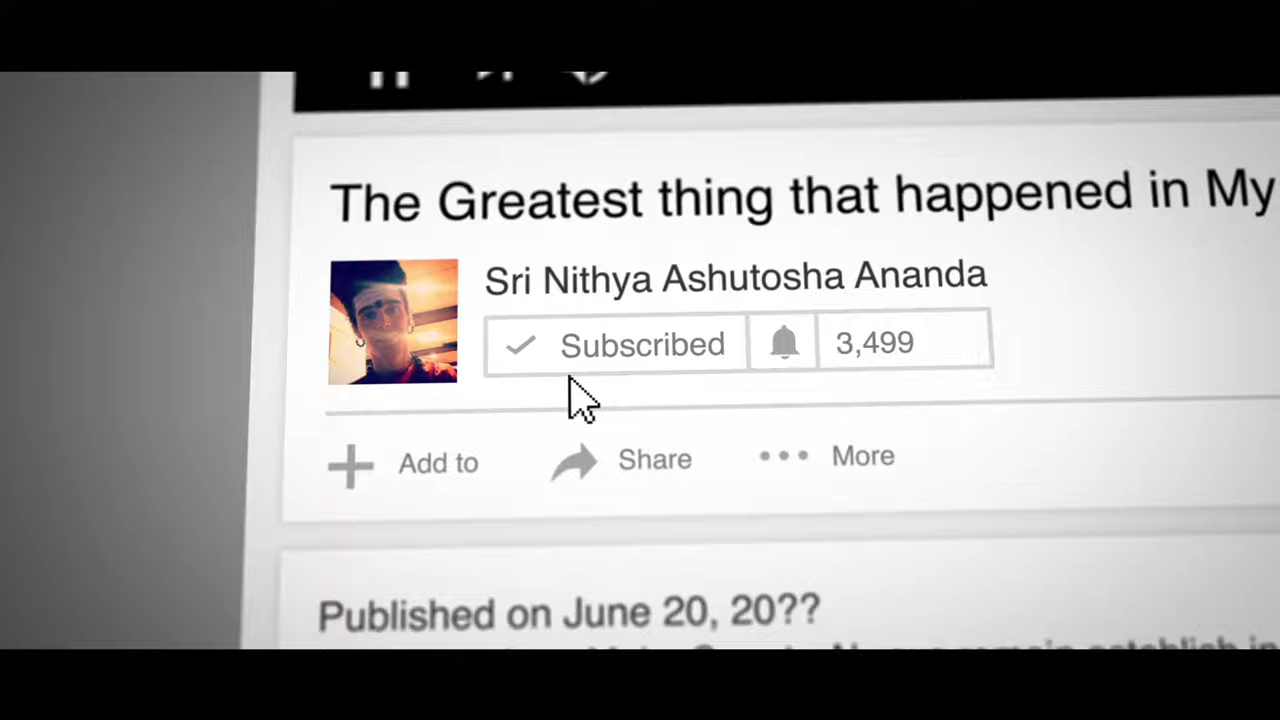 The Greatest thing that happened in My
Sri Nithya Ashutosha Ananda
Subscribed 3,499
Add to Share More
Published on June 20, 20??